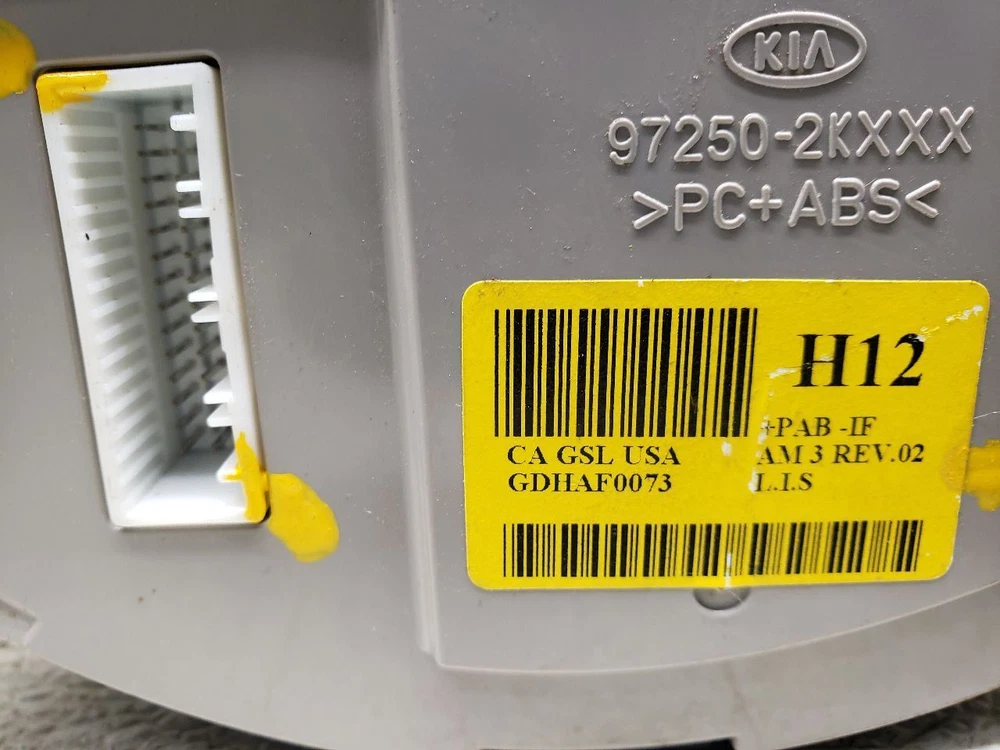 KIA
97250-2KXXX
>PC+ABS<
H12
+PAB -IF
CA GSL USA AM 3 REV.02
GDHAF0073 L.I.S